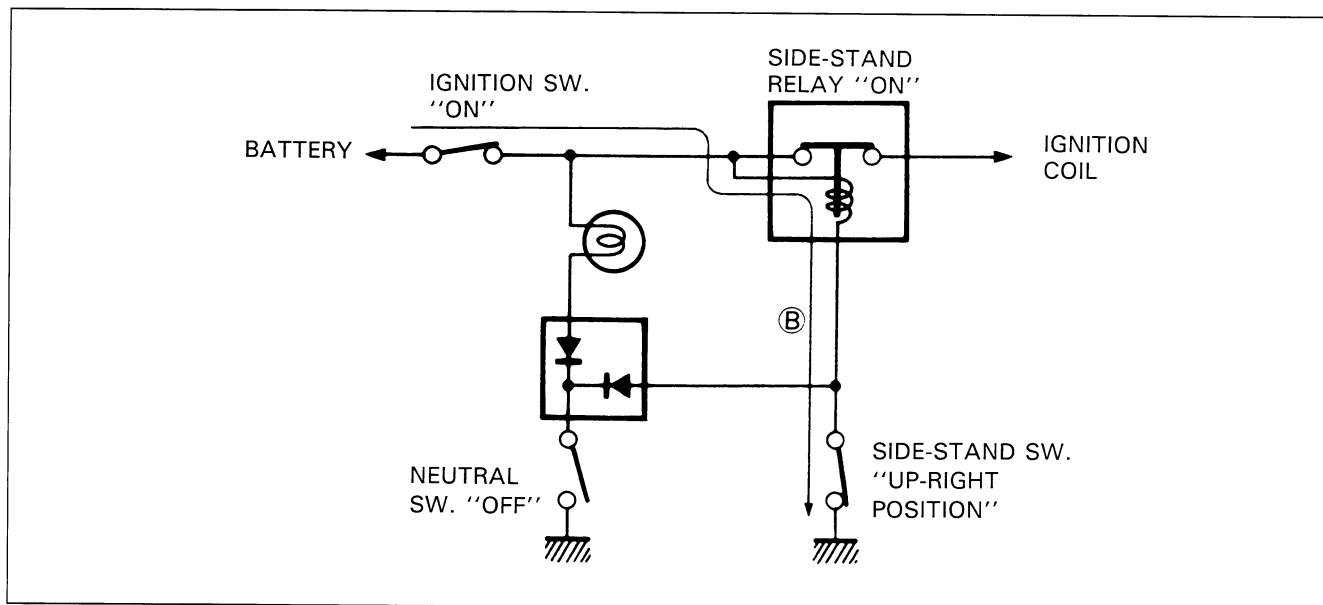 SIDE-STAND
RELAY ''ON''
IGNITION SW.
''ON''
BATTERY
IGNITION
COIL
B
NEUTRAL
SW. ''OFF''
SIDE-STAND SW.
''UP-RIGHT
POSITION''